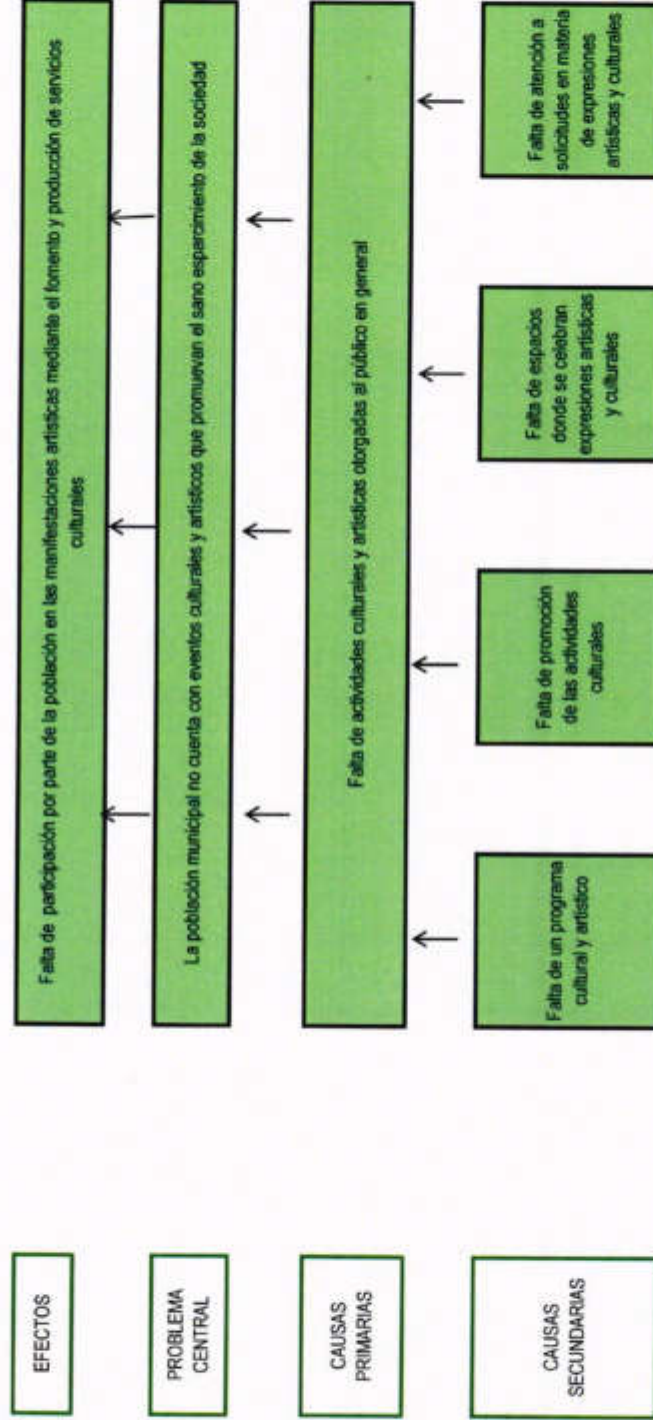 EFECTOS
Falta de participación por parte de la población en las manifestaciones artísticas mediante el fomento y producción de servicios
culturales
PROBLEMA
CENTRAL
La población municipal no cuenta con eventos culturales y artísticos que promuevan el sano esparcimiento de la sociedad
CAUSAS
PRIMARIAS
Falta de actividades culturales y artísticas otorgadas al público en general
CAUSAS
SECUNDARIAS
Falta de un programa
cultural y artístico
Falta de promoción
de las actividades
culturales
Falta de espacios
donde se celebran
expresiones artísticas
y culturales
Falta de atención a
solicitudes en materia
de expresiones
artísticas y culturales